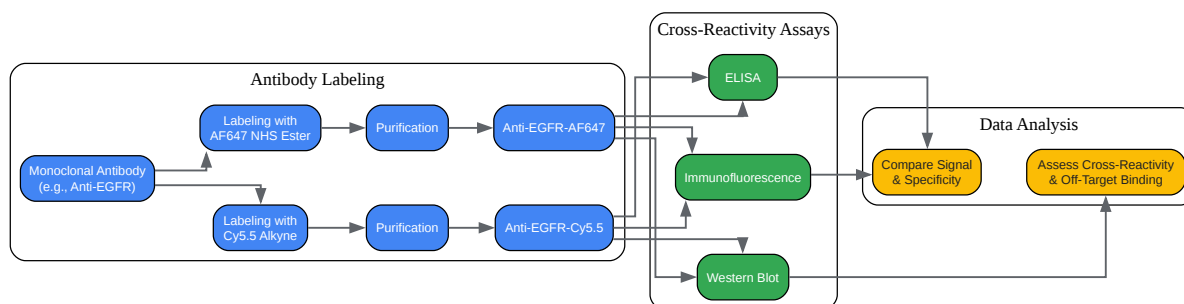 Cross-Reactivity Assays
Antibody Labeling
ELISA
Labeling with
AF647 NHS Ester
Purification
Anti-EGFR-AF647
Data Analysis
Monoclonal Antibody
(e.g., Anti-EGFR)
Immunofluorescence
Compare Signal
& Specificity
Assess Cross-Reactivity
& Off-Target Binding
Labeling with
Cy5.5 Alkyne
Purification
Anti-EGFR-Cy5.5
Western Blot